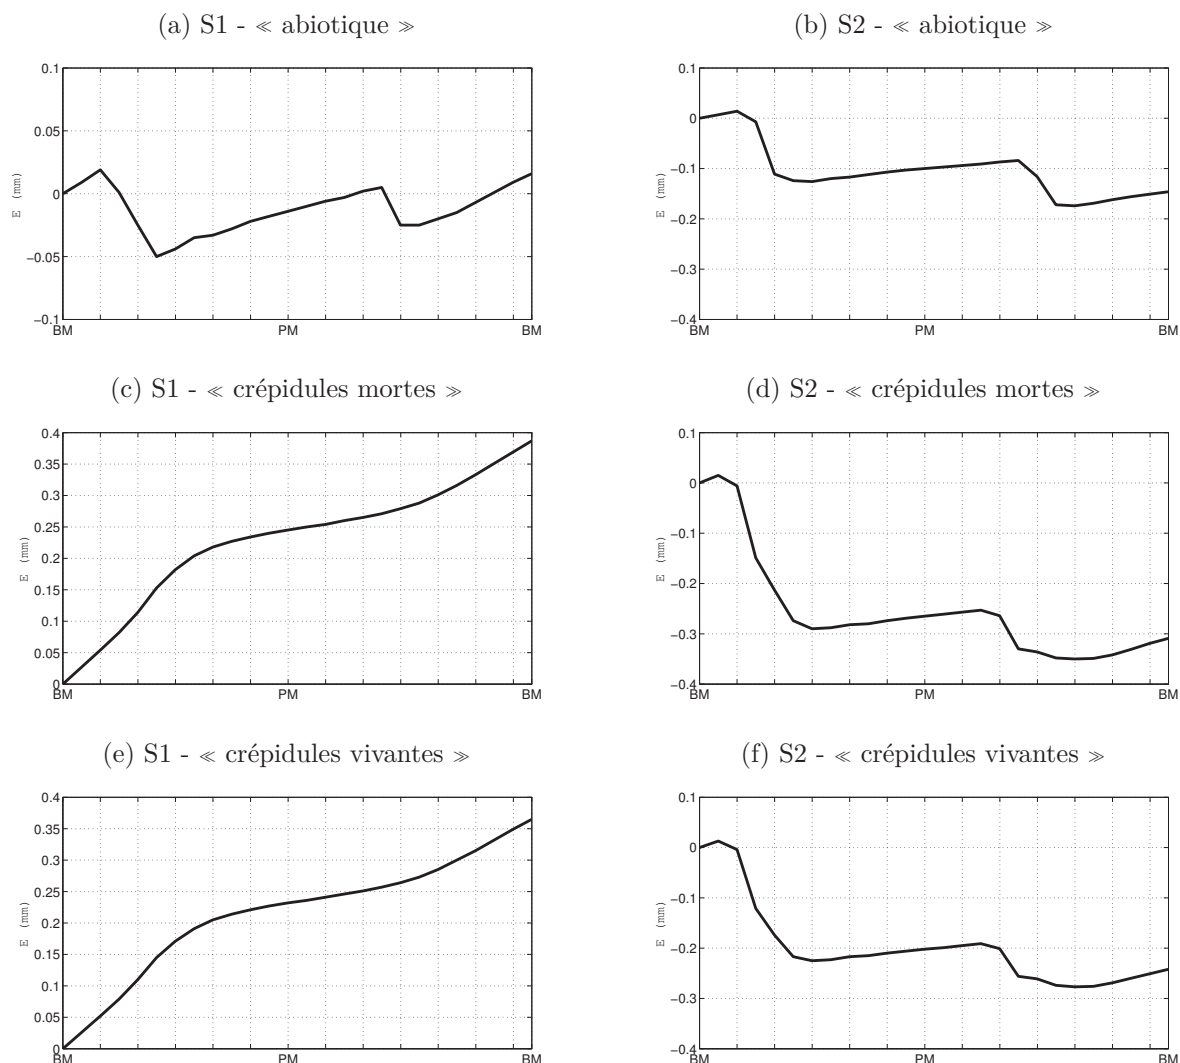 (a) S1 - ≪ abiotique ≫
(b) S2 - ≪ abiotique ≫
0.1
0.05
0
−0.05
−0.1
E (mm)
BM PM BM
0.1
0
−0.1
−0.2
−0.3
−0.4
E (mm)
BM PM BM
(c) S1 - ≪ crépidules mortes ≫
(d) S2 - ≪ crépidules mortes ≫
0.4
0.35
0.3
0.25
0.2
0.15
0.1
0.05
0
E (mm)
BM PM BM
0.1
0
−0.1
−0.2
−0.3
−0.4
E (mm)
BM PM BM
(e) S1 - ≪ crépidules vivantes ≫
(f) S2 - ≪ crépidules vivantes ≫
0.4
0.35
0.3
0.25
0.2
0.15
0.1
0.05
0
E (mm)
BM PM BM
0.1
0
−0.1
−0.2
−0.3
−0.4
E (mm)
BM PM BM